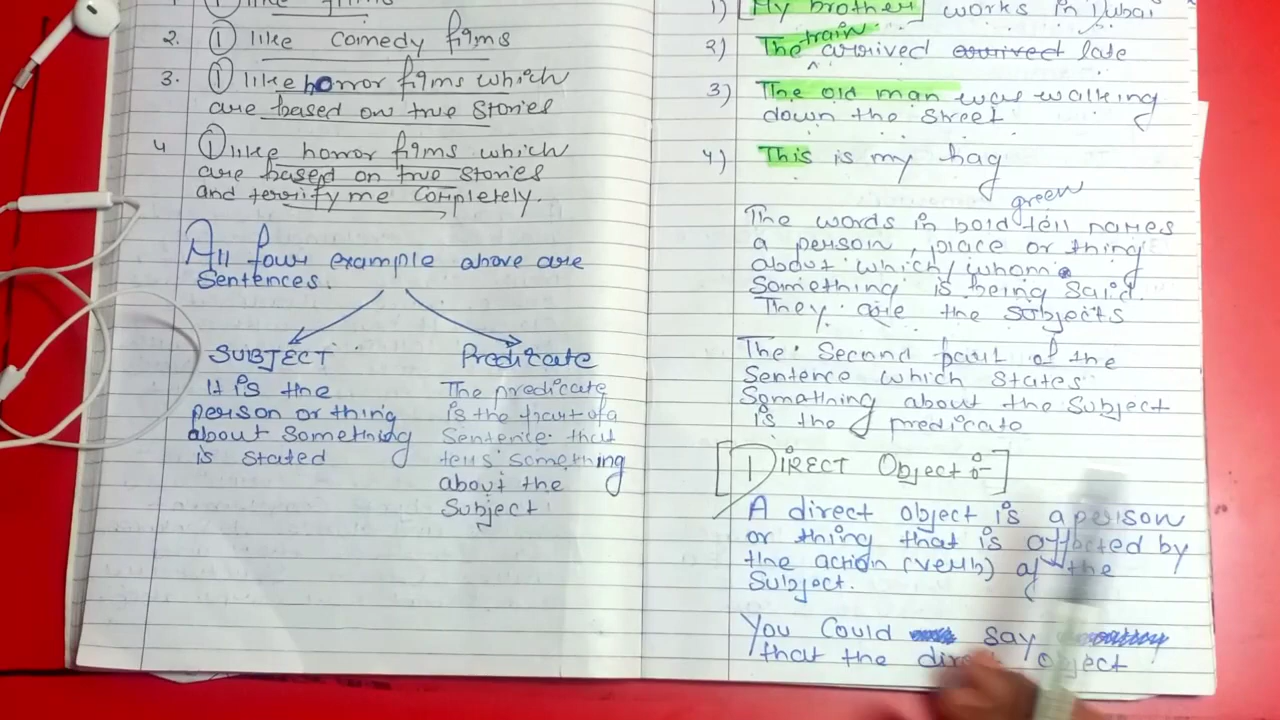 I like films
2. I like comedy films
3. I like horror films which
are based on true stories
4 I like horror films which
are based on true stories
and terrify me completely.
All four example above are
Sentences.
SUBJECT
It is the
person or thing
about something
is stated
Predicate
The predicate
is the part of a
Sentence that
tells something
about the
Subject
1) My brother works in Dubai
2) The train arrived arrived late
3) The old man was walking
down the street
4) This is my bag
green
The words in bold tell names
a person, place or thing
about which/whom
Something is being said.
They are the subjects
The Second part of the
Sentence which states
Somathing about the Subject
is the predicate
DIRECT Object :-
A direct object is a person
or thing that is affected by
the action (verb) of the
Subject.
You Could say
that the direct object